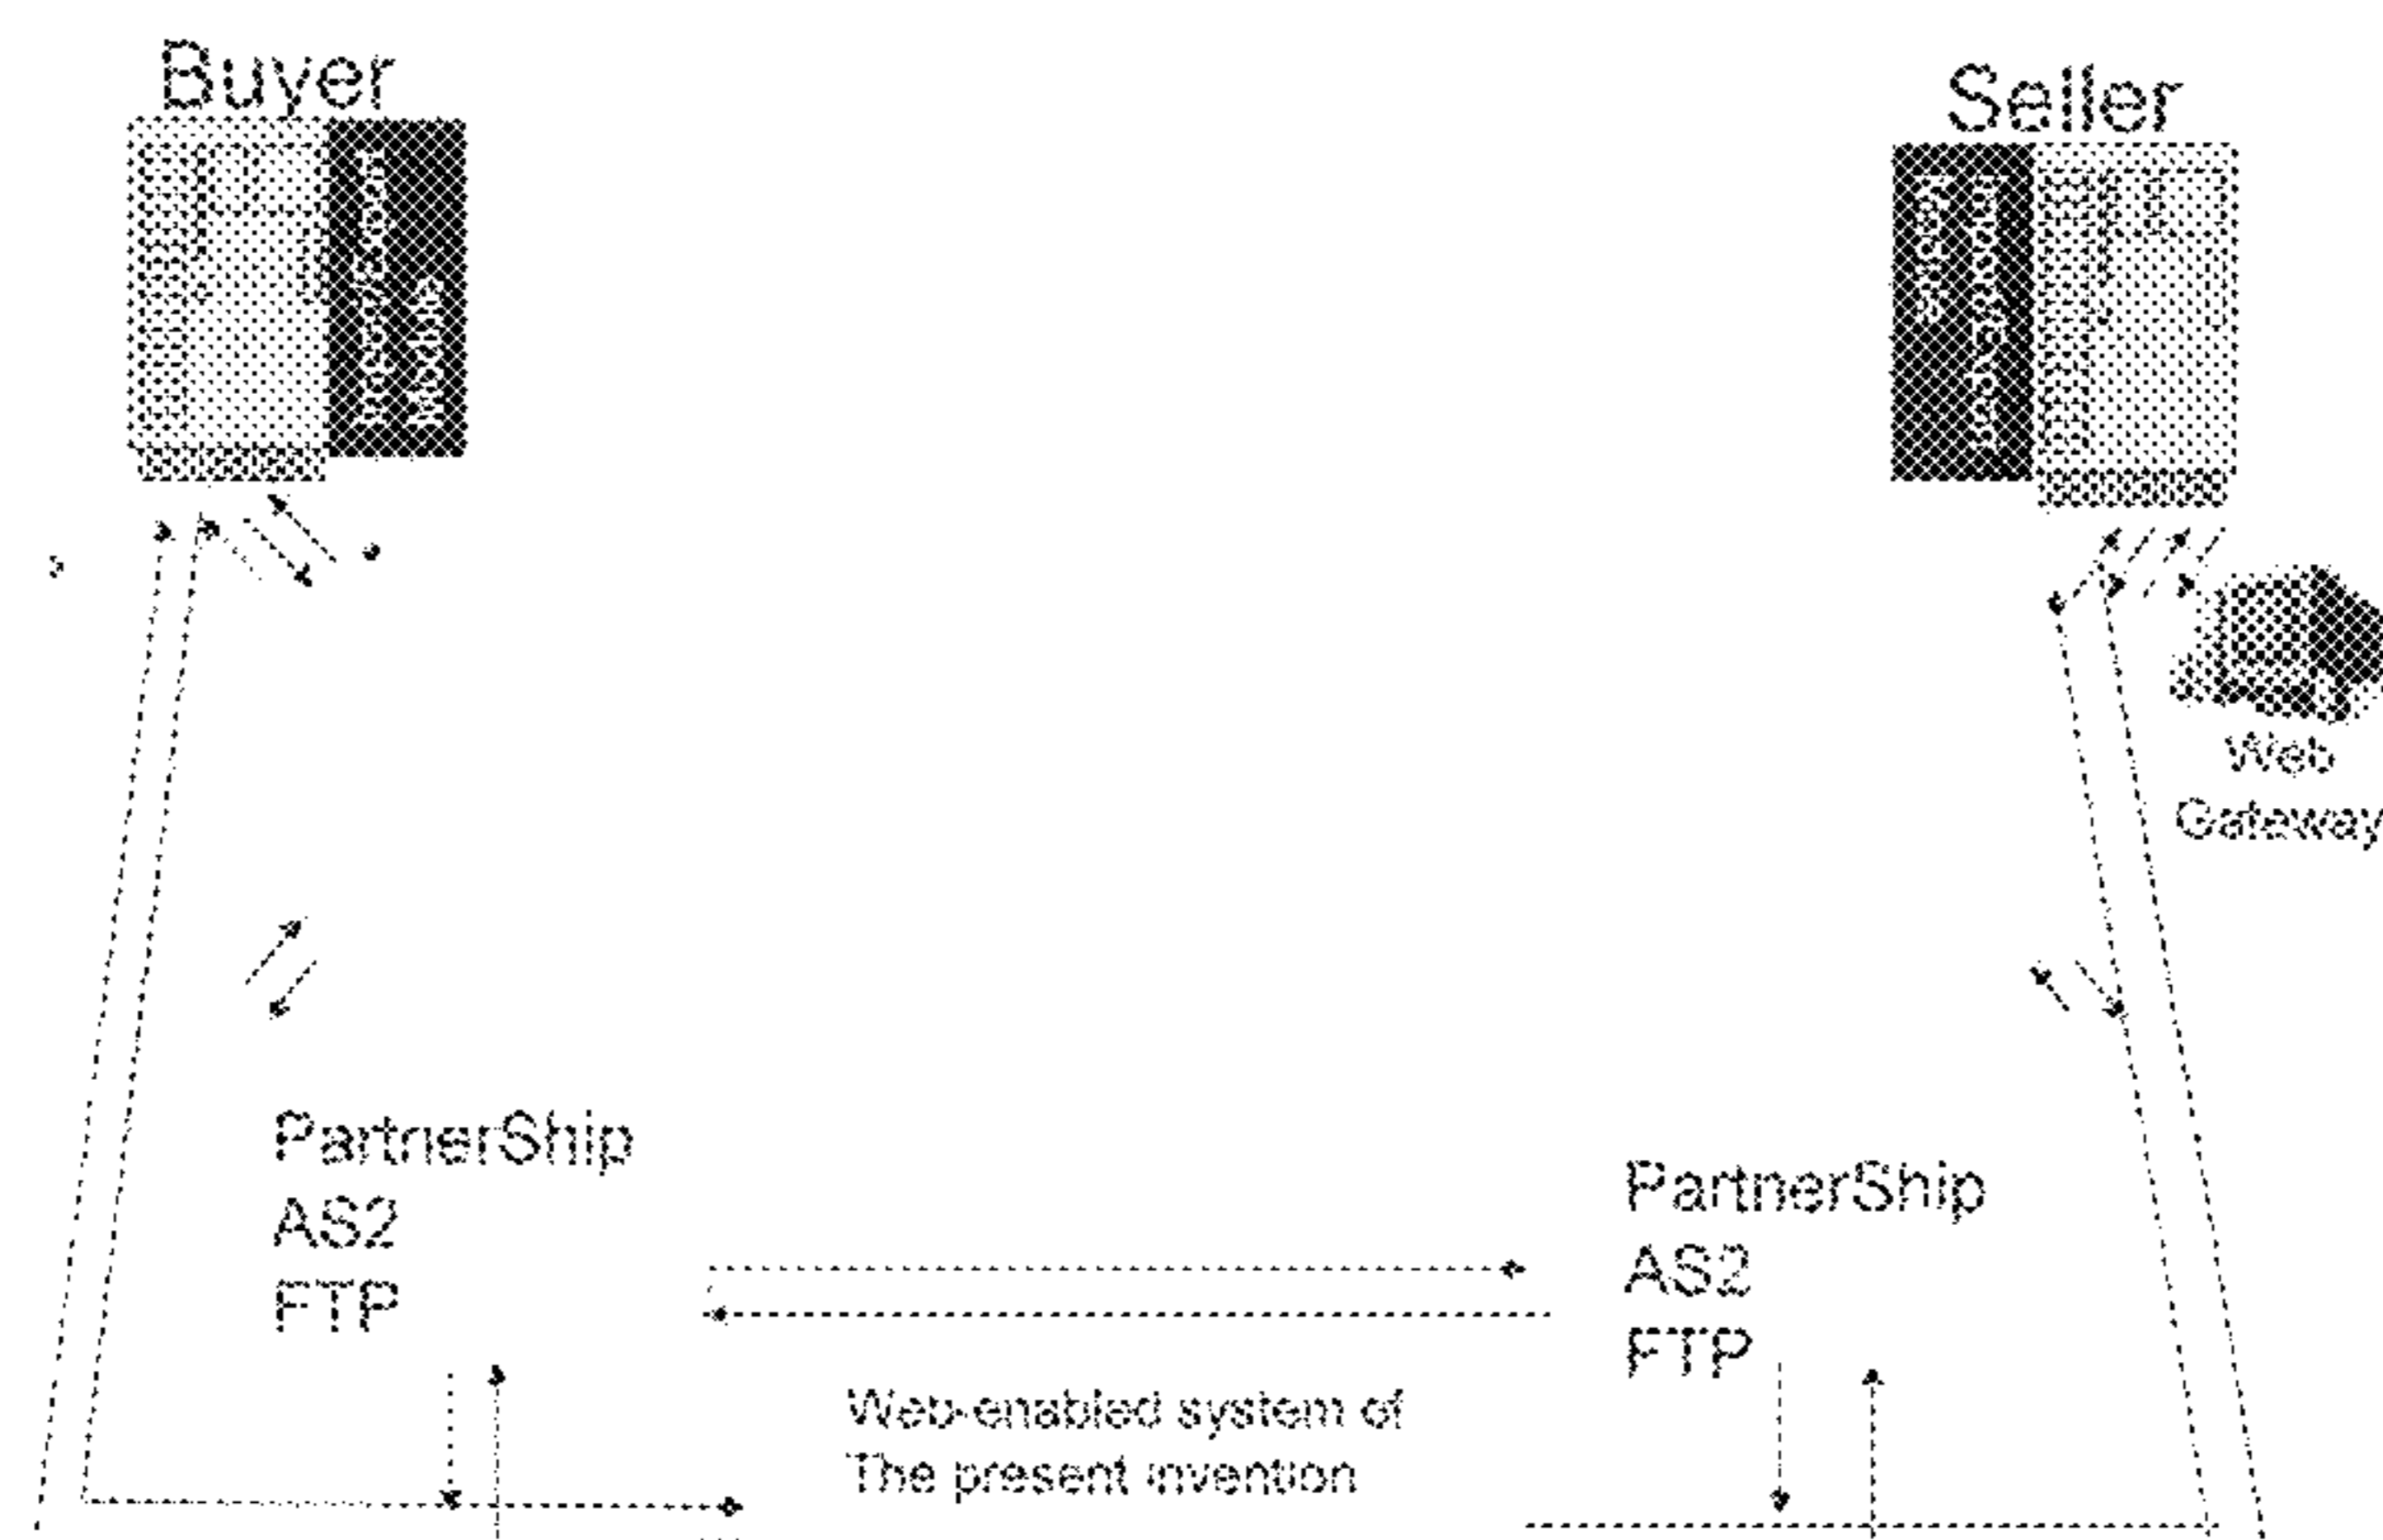 Buyer
Seller
Web
Gateway
PartnerShip
AS2
FTP
PartnerShip
AS2
FTP
Web-enabled system of
The present invention